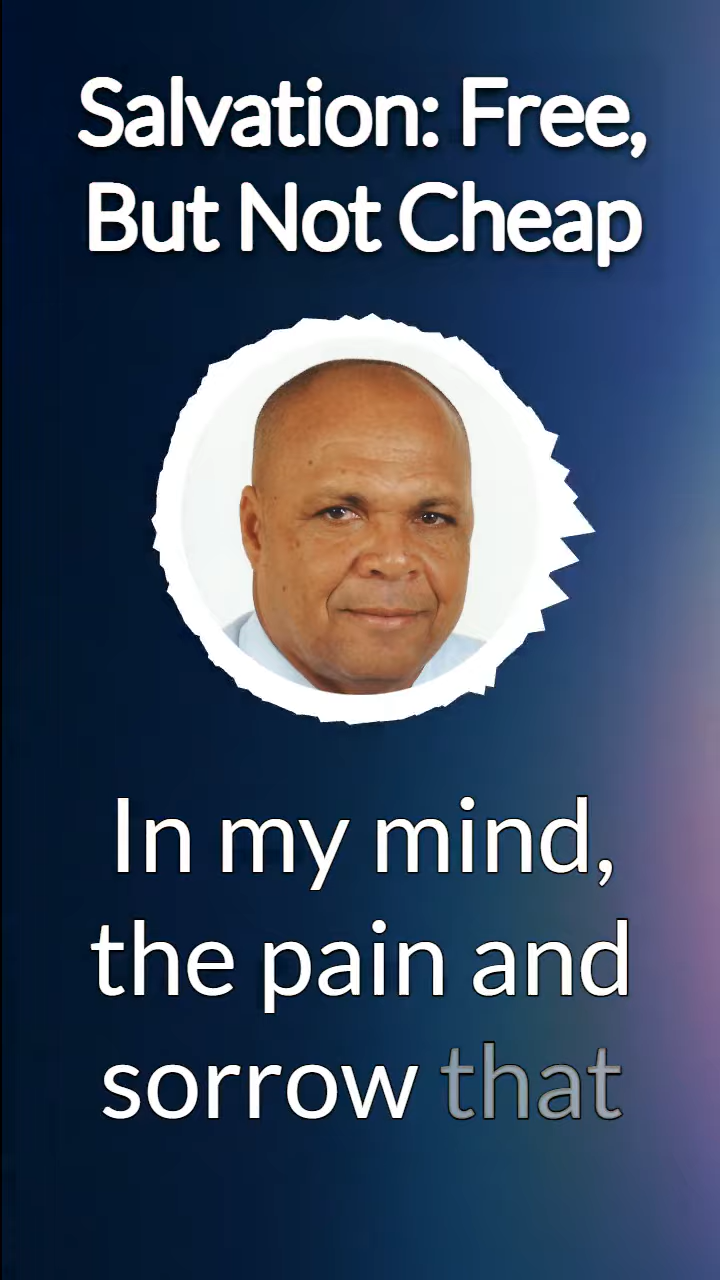 Salvation: Free,
But Not Cheap
In my mind,
the pain and
sorrow that